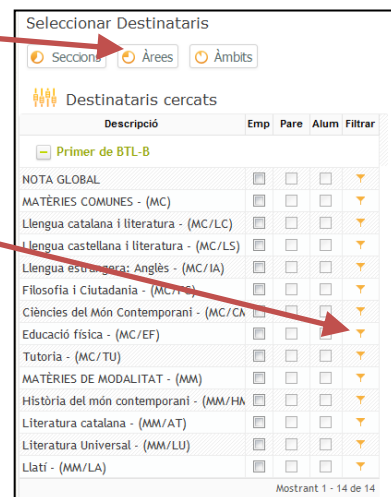 Seleccionar Destinataris
Seccions Àrees Àmbits
Destinataris cercats
Descripció Emp Pare Alum Filtrar
Primer de BTL-B
NOTA GLOBAL
MATÈRIES COMUNES - (MC)
Llengua catalana i literatura - (MC/LC)
Llengua castellana i literatura - (MC/LS)
Llengua estrangera: Anglès - (MC/IA)
Filosofia i Ciutadania -
Ciències del Món Contemporani - (MC/CM
Educació física - (MC/EF)
Tutoria - (MC/TU)
MATÈRIES DE MODALITAT - (MM)
Història del món contemporani - (MM/HM
Literatura catalana - (MM/AT)
Literatura Universal - (MM/LU)
Llatí - (MM/LA)
Mostrant 1 - 14 de 14